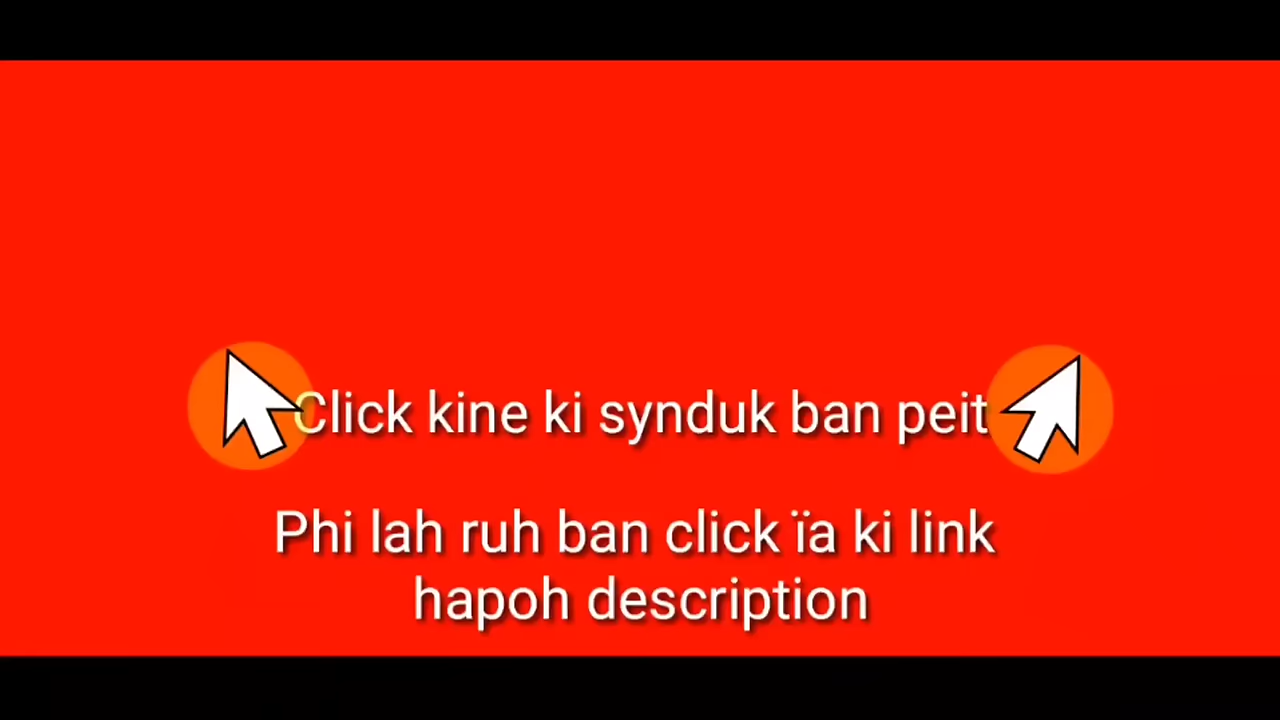 Click kine ki synduk ban peit
Phi lah ruh ban click ïa ki link
hapoh description